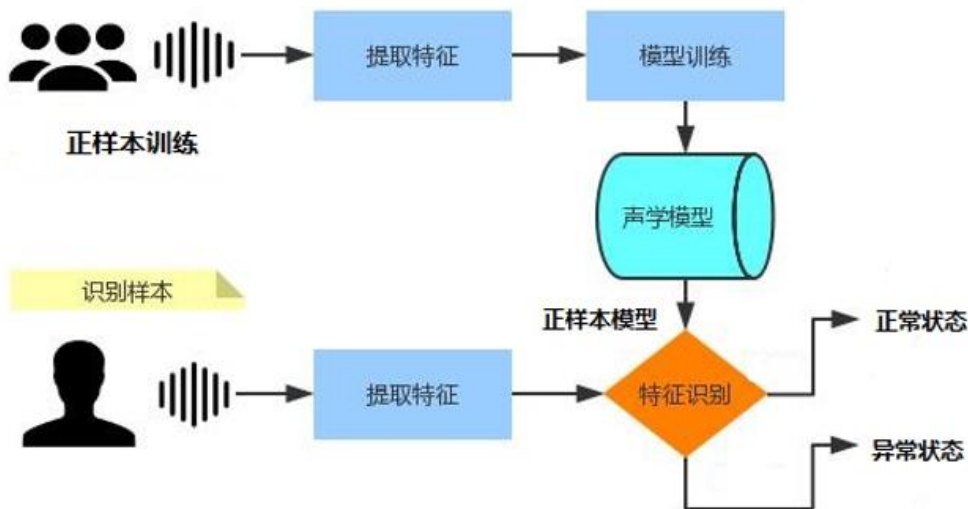 提取特征
模型训练
正样本训练
声学模型
识别样本
正样本模型
正常状态
提取特征
特征识别
异常状态